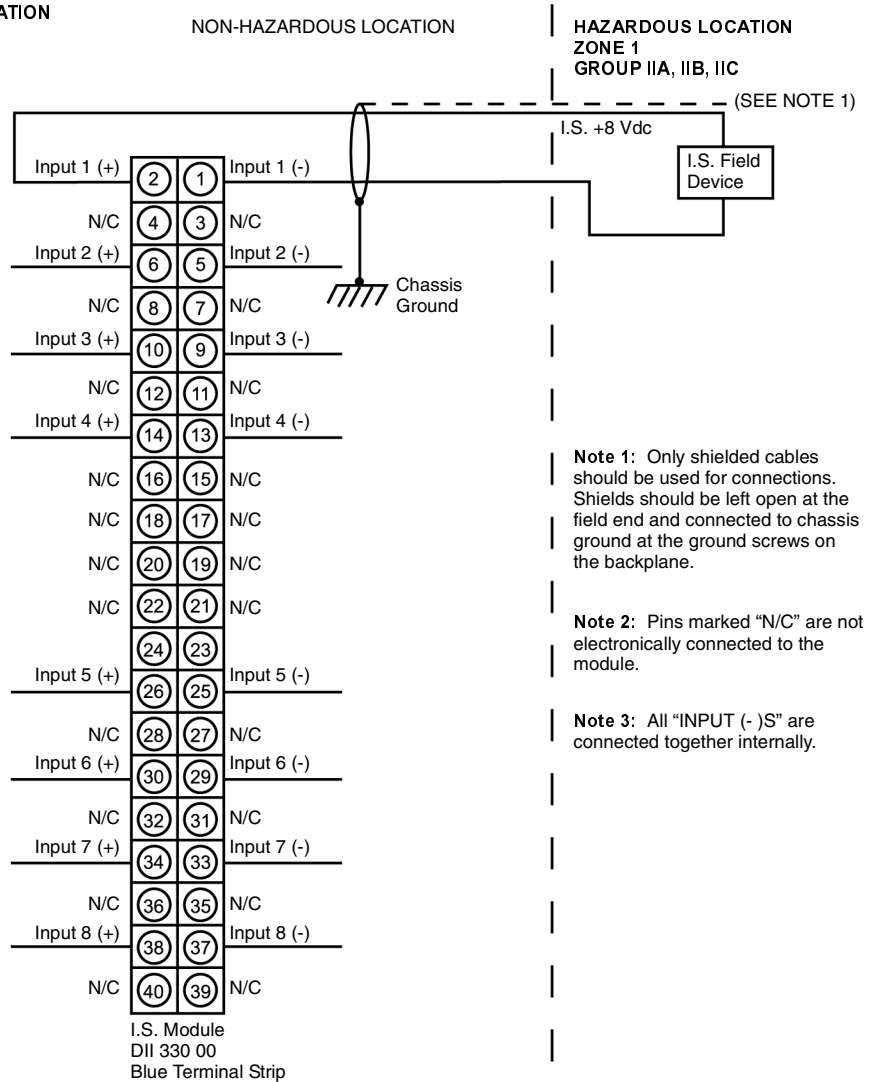 ATION
NON-HAZARDOUS LOCATION
HAZARDOUS LOCATION
ZONE 1
GROUP IIA, IIB, IIC
(SEE NOTE 1)
I.S. +8 Vdc
I.S. Field
Device
Input 1 (+) 2 1 Input 1 (-)
N/C 4 3 N/C
Input 2 (+) 6 5 Input 2 (-)
Chassis
Ground
N/C 8 7 N/C
Input 3 (+) 10 9 Input 3 (-)
N/C 12 11 N/C
Input 4 (+) 14 13 Input 4 (-)
N/C 16 15 N/C
N/C 18 17 N/C
N/C 20 19 N/C
N/C 22 21 N/C
24 23
Input 5 (+) 26 25 Input 5 (-)
N/C 28 27 N/C
Input 6 (+) 30 29 Input 6 (-)
N/C 32 31 N/C
Input 7 (+) 34 33 Input 7 (-)
N/C 36 35 N/C
Input 8 (+) 38 37 Input 8 (-)
N/C 40 39 N/C
I.S. Module
DII 330 00
Blue Terminal Strip
Note 1: Only shielded cables
should be used for connections.
Shields should be left open at the
field end and connected to chassis
ground at the ground screws on
the backplane.
Note 2: Pins marked “N/C” are not
electronically connected to the
module.
Note 3: All “INPUT (- )S” are
connected together internally.